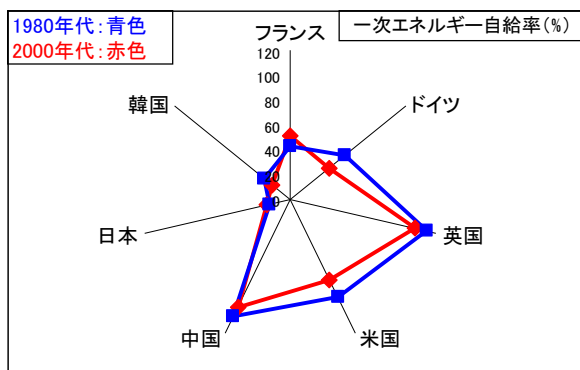 1980年代:青色
2000年代:赤色
一次エネルギー自給率(%)
フランス
ドイツ
英国
米国
中国
日本
韓国
120
100
80
60
40
20
0